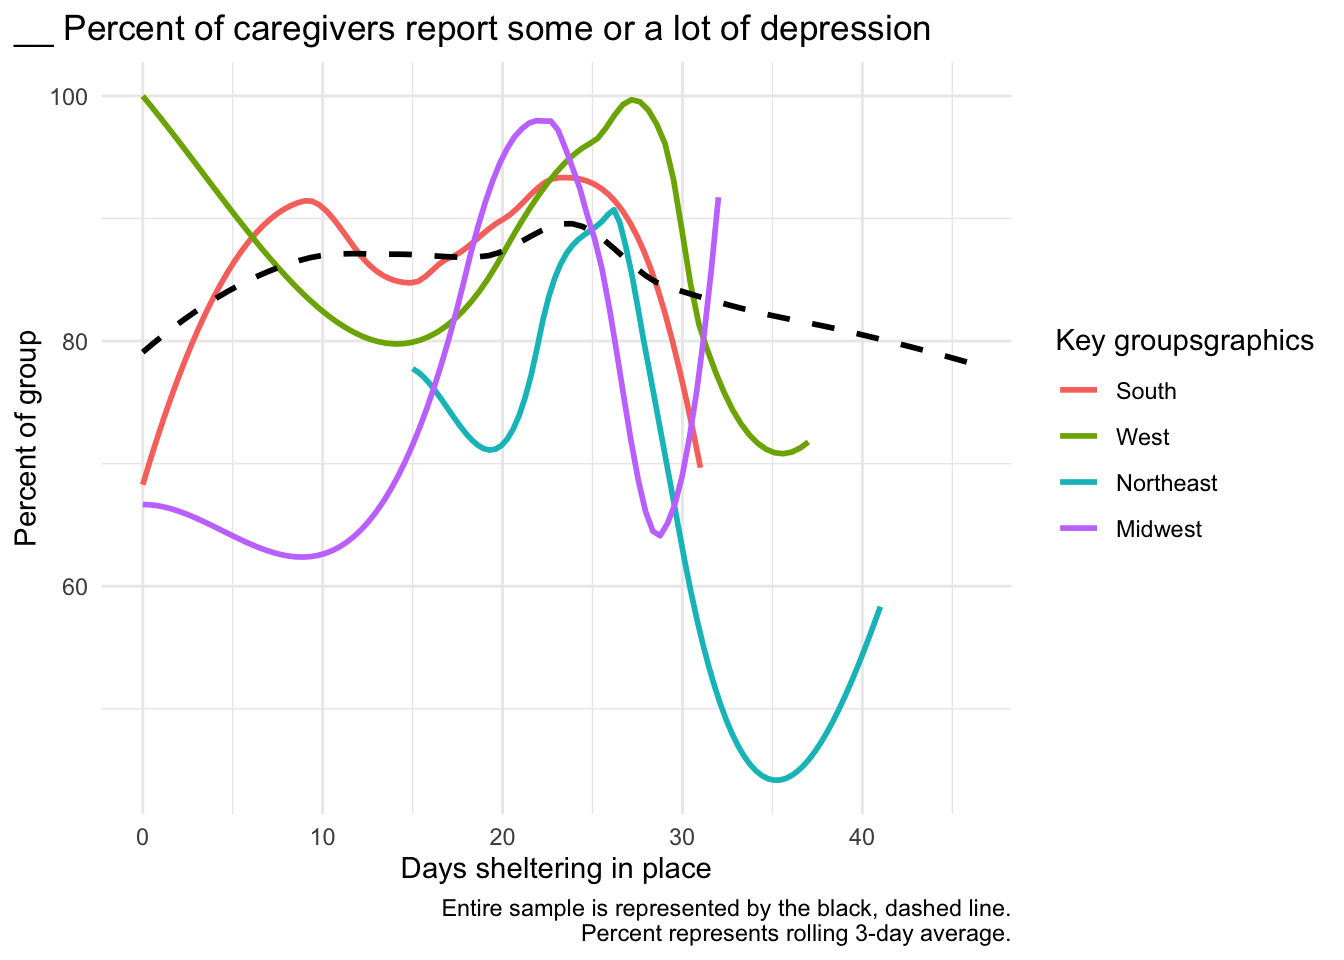 __ Percent of caregivers report some or a lot of depression
Percent of group
100
80
60
0 10 20 30 40
Days sheltering in place
Key groupsgraphics
South
West
Northeast
Midwest
Entire sample is represented by the black, dashed line.
Percent represents rolling 3-day average.